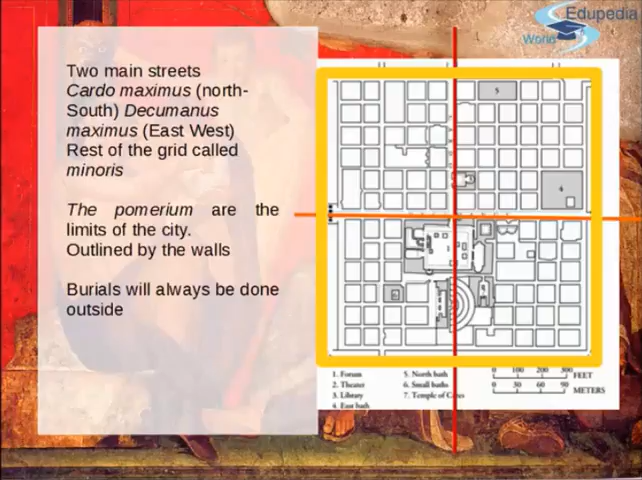 Edupedia
World
Two main streets
Cardo maximus (north-
South) Decumanus
maximus (East West)
Rest of the grid called
minoris
The pomerium are the
limits of the city.
Outlined by the walls
Burials will always be done
outside
5
4
1. Forum
2. Theater
3. Library
4. East bath
5. North bath
6. Small baths
7. Temple of
0 100 200 300 FEET
0 30 60 90 METERS